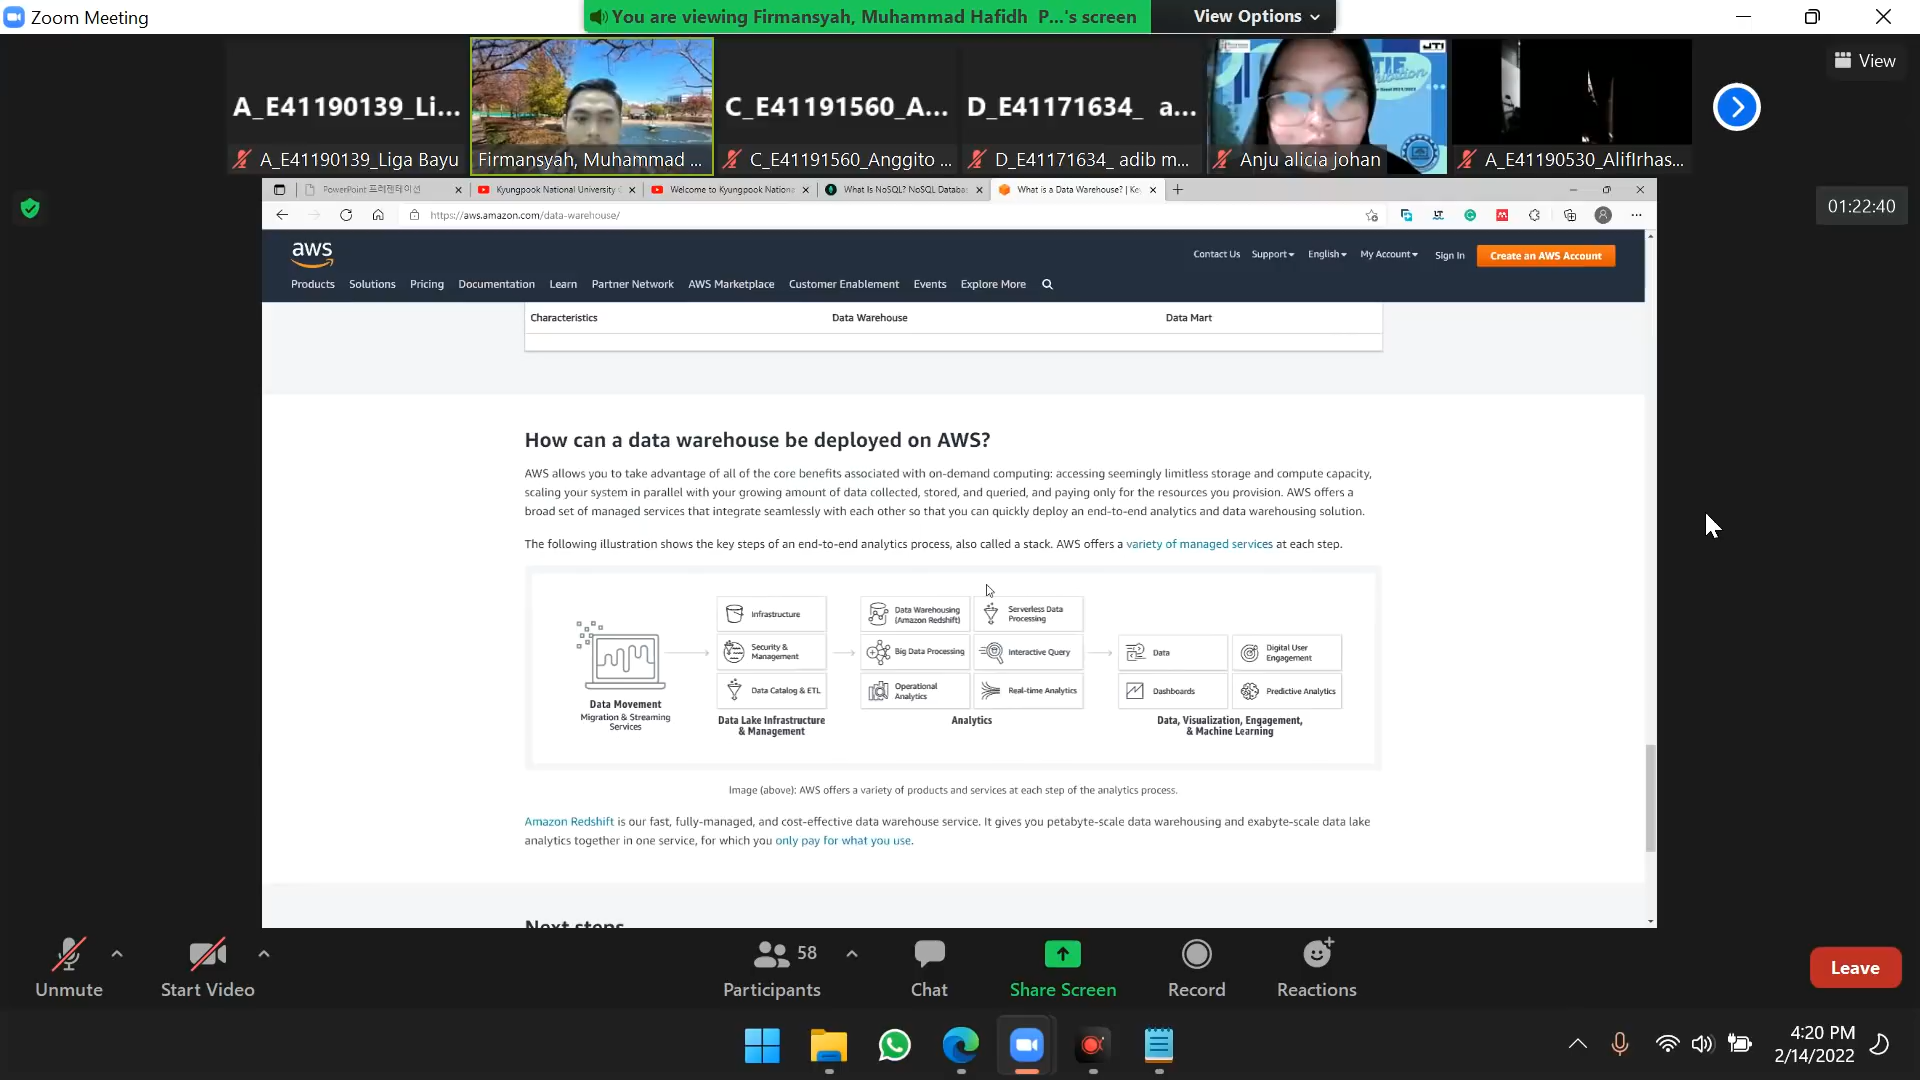 Zoom Meeting
You are viewing Firmansyah, Muhammad Hafidh P...'s screen
View Options
View
A_E41190139_Li...
C_E41191560_A...
D_E41171634_ a...
JTI
A_E41190139_Liga Bayu
Firmansyah, Muhammad ...
C_E41191560_Anggito ...
D_E41171634_ adib m...
Anju alicia johan
A_E41190530_AlifIrhas...
01:22:40
PowerPoint 프레젠테이션
Kyungpook National University
Welcome to Kyungpook Nationa
What Is NoSQL? NoSQL Databa
What is a Data Warehouse? | Ke
https://aws.amazon.com/data-warehouse/
aws
Contact Us
Support
English
My Account
Sign In
Create an AWS Account
Products
Solutions
Pricing
Documentation
Learn
Partner Network
AWS Marketplace
Customer Enablement
Events
Explore More
Characteristics
Data Warehouse
Data Mart
How can a data warehouse be deployed on AWS?
AWS allows you to take advantage of all of the core benefits associated with on-demand computing: accessing seemingly limitless storage and compute capacity,
scaling your system in parallel with your growing amount of data collected, stored, and queried, and paying only for the resources you provision. AWS offers a
broad set of managed services that integrate seamlessly with each other so that you can quickly deploy an end-to-end analytics and data warehousing solution.
The following illustration shows the key steps of an end-to-end analytics process, also called a stack. AWS offers a variety of managed services at each step.
Data Movement
Migration & Streaming
Services
Infrastructure
Security &
Management
Data Catalog & ETL
Data Lake Infrastructure
& Management
Data Warehousing
(Amazon Redshift)
Serverless Data
Processing
Big Data Processing
Interactive Query
Operational
Analytics
Real-time Analytics
Analytics
Data
Digital User
Engagement
Dashboards
Predictive Analytics
Data, Visualization, Engagement,
& Machine Learning
Image (above): AWS offers a variety of products and services at each step of the analytics process.
Amazon Redshift is our fast, fully-managed, and cost-effective data warehouse service. It gives you petabyte-scale data warehousing and exabyte-scale data lake
analytics together in one service, for which you only pay for what you use.
Next steps
Unmute
Start Video
58
Participants
Chat
Share Screen
Record
Reactions
Leave
4:20 PM
2/14/2022